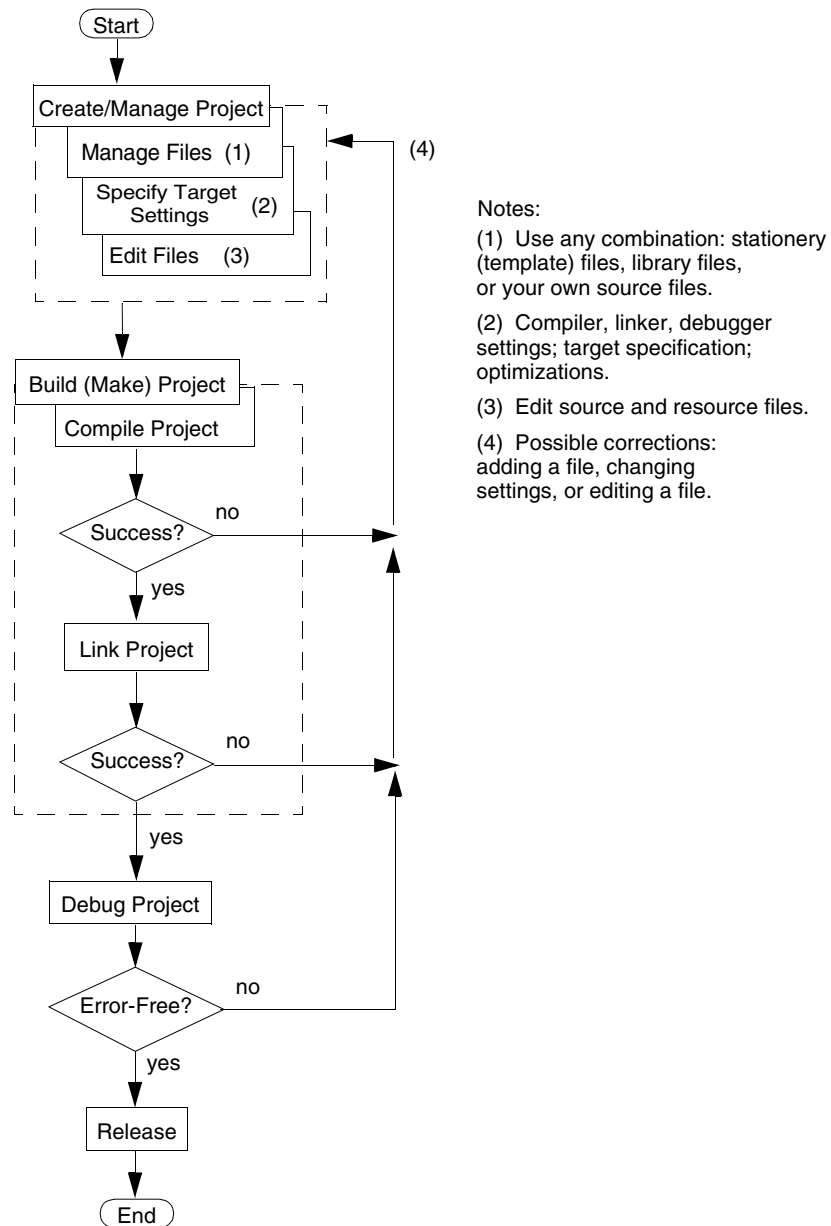 Start
Create/Manage Project
Manage Files (1)
Specify Target
Settings (2)
Edit Files (3)
(4)
Build (Make) Project
Compile Project
Success?
no
yes
Link Project
Success?
no
yes
Debug Project
Error-Free?
no
yes
Release
End
Notes:
(1) Use any combination: stationery
(template) files, library files,
or your own source files.
(2) Compiler, linker, debugger
settings; target specification;
optimizations.
(3) Edit source and resource files.
(4) Possible corrections:
adding a file, changing
settings, or editing a file.